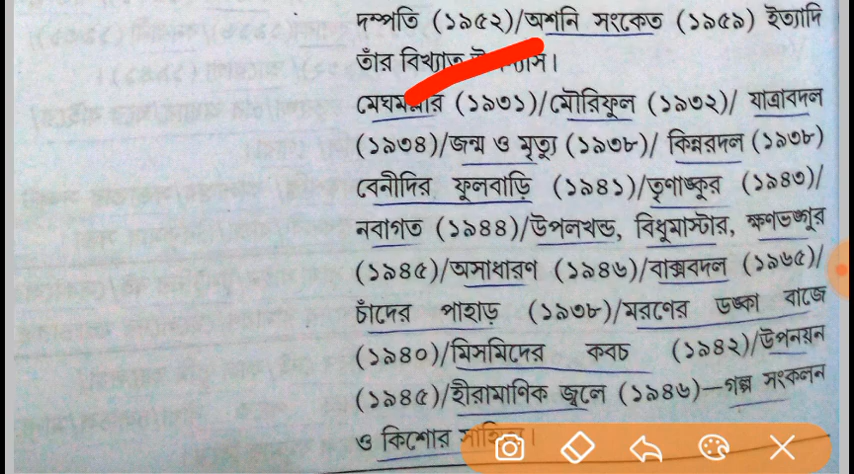 দম্পতি (১৯৫২)/অশনি সংকেত (১৯৫৯) ইত্যাদি
তাঁর বিখ্যাত
মেঘমল্লার (১৯৩১)/মৌরিফুল (১৯৩২)/ যাত্রাবদল
(১৯৩৪)/জন্ম ও মৃত্যু (১৯৩৮)/ কিন্নরদল (১৯৩৮)
বেনীদির ফুলবাড়ি (১৯৪১)/তৃণাঙ্কুর (১৯৪৩)/
নবাগত (১৯৪৪)/উপলখন্ড, বিধুমাস্টার, ক্ষণভঙ্গুর
(১৯৪৫)/অসাধারণ (১৯৪৬)/বাক্সবদল (১৯৬৫)/
চাঁদের পাহাড় (১৯৩৮)/মরণের ডঙ্কা বাজে
(১৯৪০)/মিসমিদের কবচ (১৯৪২)/উপনয়ন
(১৯৪৫)/হীরামাণিক জ্বলে (১৯৪৬)—গল্প সংকলন
ও কিশোর